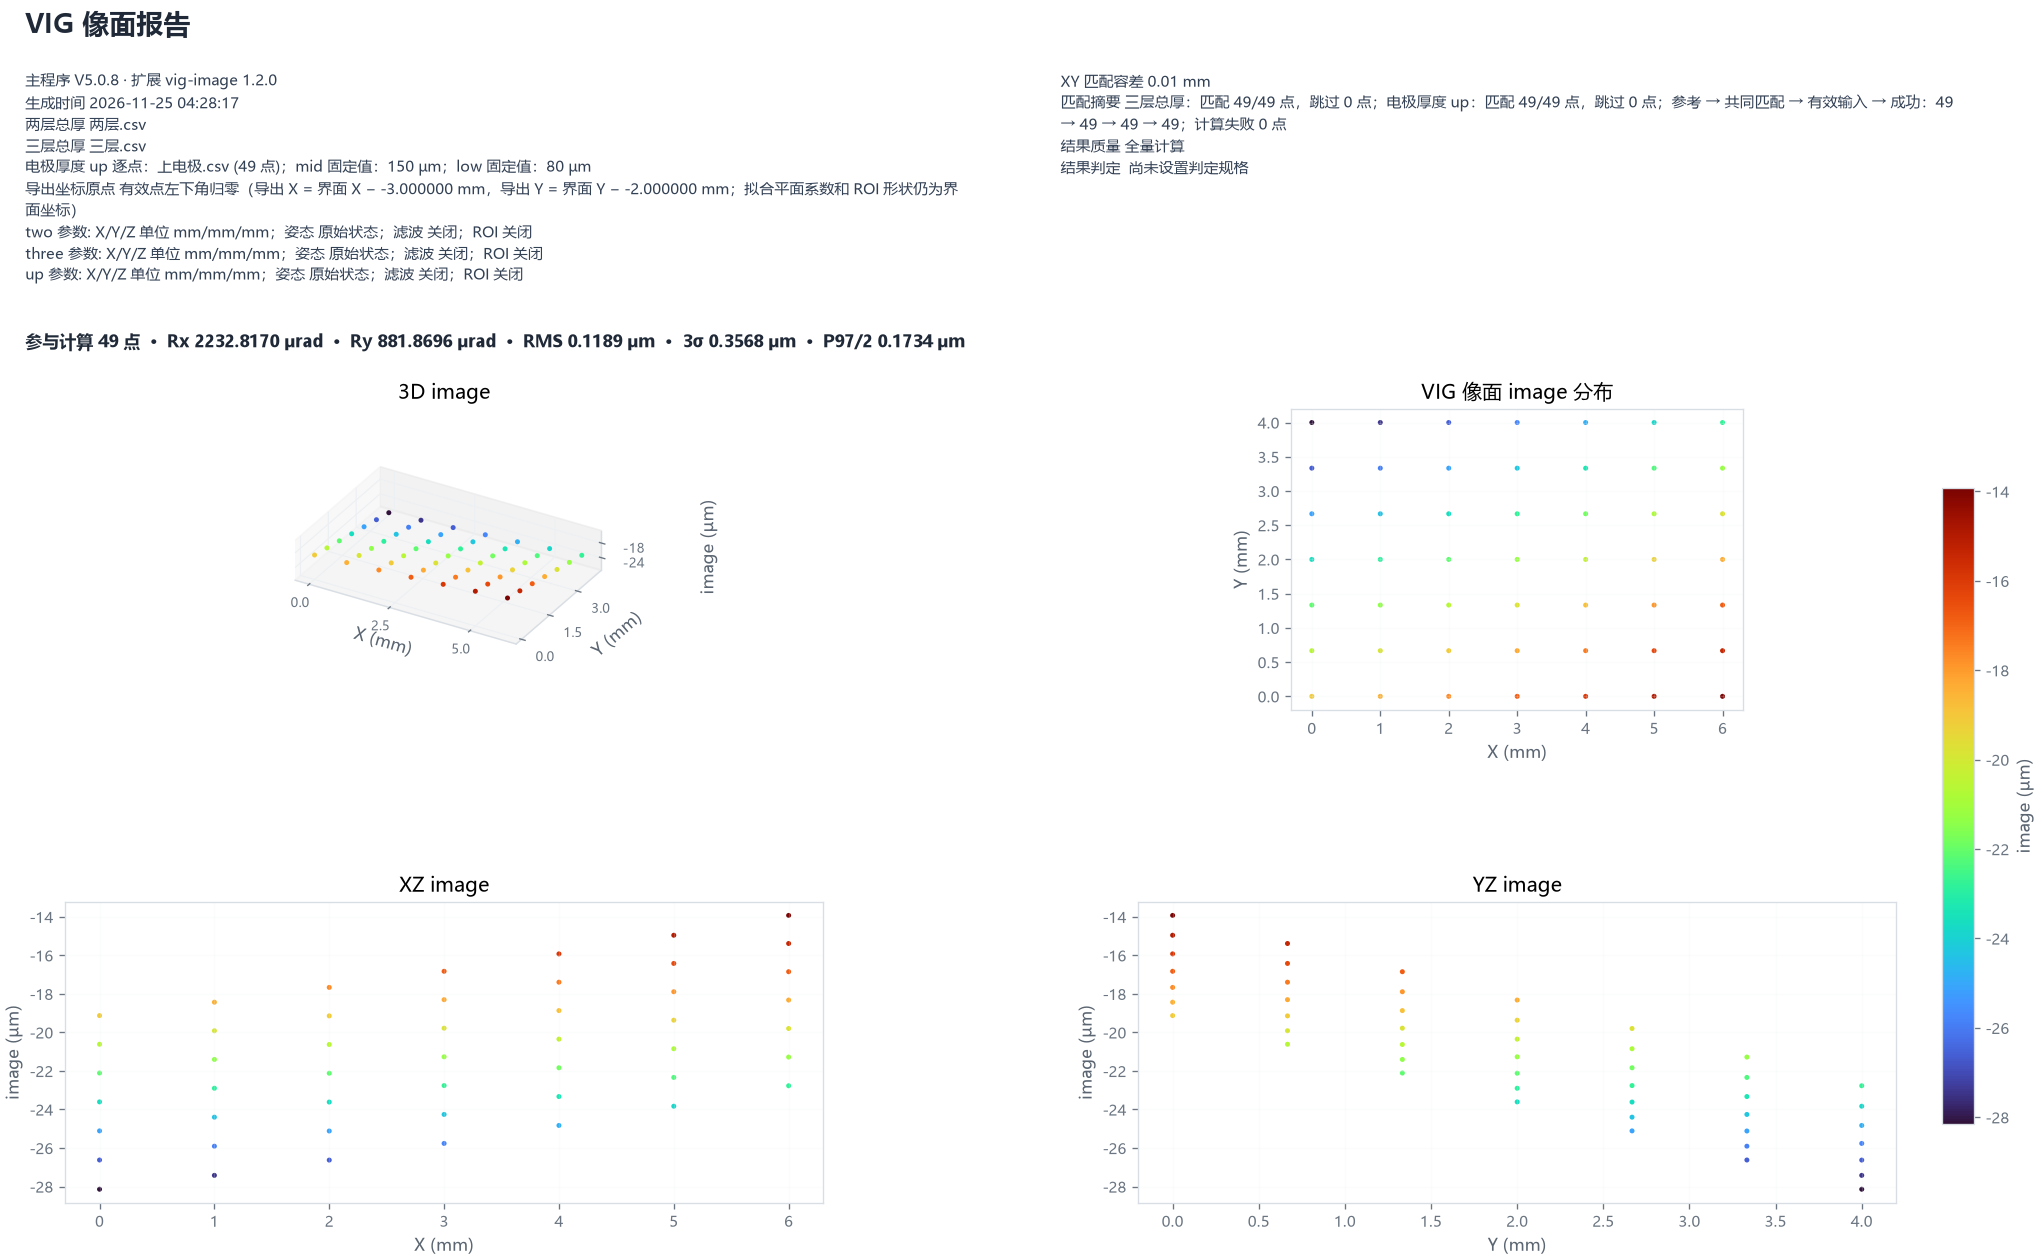 VIG 像面报告
主程序 V5.0.8 · 扩展 vig-image 1.2.0
生成时间 2026-11-25 04:28:17
两层总厚 两层.csv
三层总厚 三层.csv
电极厚度 up 逐点：上电极.csv (49 点)；mid 固定值：150 µm；low 固定值：80 µm
导出坐标原点 有效点左下角归零（导出 X = 界面 X − -3.000000 mm，导出 Y = 界面 Y − -2.000000 mm；拟合平面系数和 ROI 形状仍为界
面坐标）
two 参数: X/Y/Z 单位 mm/mm/mm；姿态 原始状态；滤波 关闭；ROI 关闭
three 参数: X/Y/Z 单位 mm/mm/mm；姿态 原始状态；滤波 关闭；ROI 关闭
up 参数: X/Y/Z 单位 mm/mm/mm；姿态 原始状态；滤波 关闭；ROI 关闭
XY 匹配容差 0.01 mm
匹配摘要 三层总厚：匹配 49/49 点，跳过 0 点；电极厚度 up：匹配 49/49 点，跳过 0 点；参考 → 共同匹配 → 有效输入 → 成功：49
→ 49 → 49 → 49；计算失败 0 点
结果质量 全量计算
结果判定 尚未设置判定规格
参与计算 49 点 • Rx 2232.8170 µrad • Ry 881.8696 µrad • RMS 0.1189 µm • 3σ 0.3568 µm • P97/2 0.1734 µm
3D image
-18
-24
image (µm)
0.0
2.5
5.0
X (mm)
0.0
1.5
3.0
Y (mm)
VIG 像面 image 分布
4.0
3.5
3.0
2.5
2.0
1.5
1.0
0.5
0.0
Y (mm)
0 1 2 3 4 5 6
X (mm)
-14
-16
-18
-20
-22
-24
-26
-28
image (µm)
XZ image
-14
-16
-18
-20
-22
-24
-26
-28
image (µm)
0 1 2 3 4 5 6
X (mm)
YZ image
-14
-16
-18
-20
-22
-24
-26
-28
image (µm)
0.0 0.5 1.0 1.5 2.0 2.5 3.0 3.5 4.0
Y (mm)